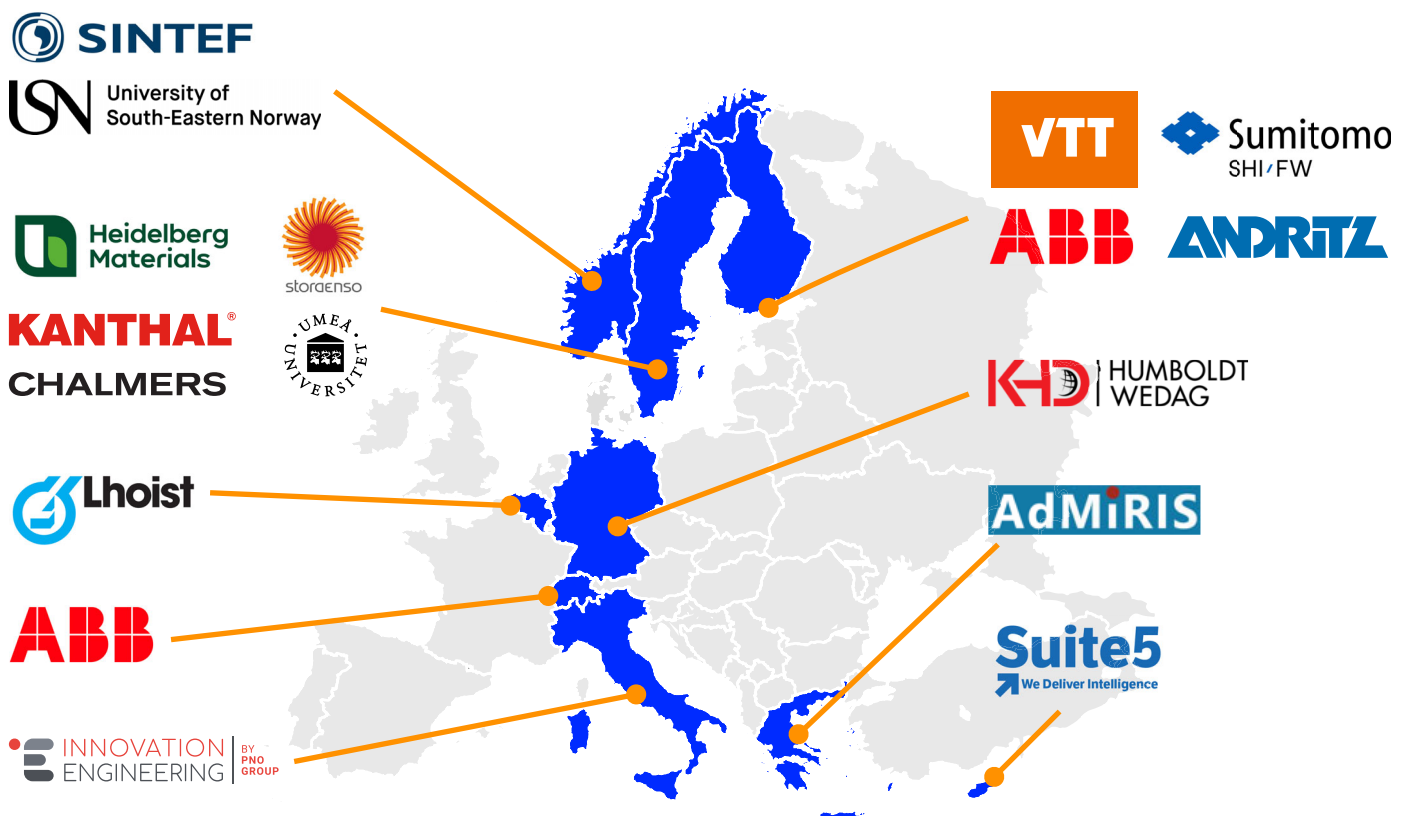 SINTEF
USN
University of
South-Eastern Norway
Heidelberg
Materials
storaenso
KANTHAL®
CHALMERS
UMEÅ UNIVERSITET
Lhoist
ABB
INNOVATION
ENGINEERING
BY
PNO
GROUP
VTT
Sumitomo
SHI/FW
ABB
ANDRITZ
KHD
HUMBOLDT
WEDAG
AdMiRIS
Suite5
We Deliver Intelligence